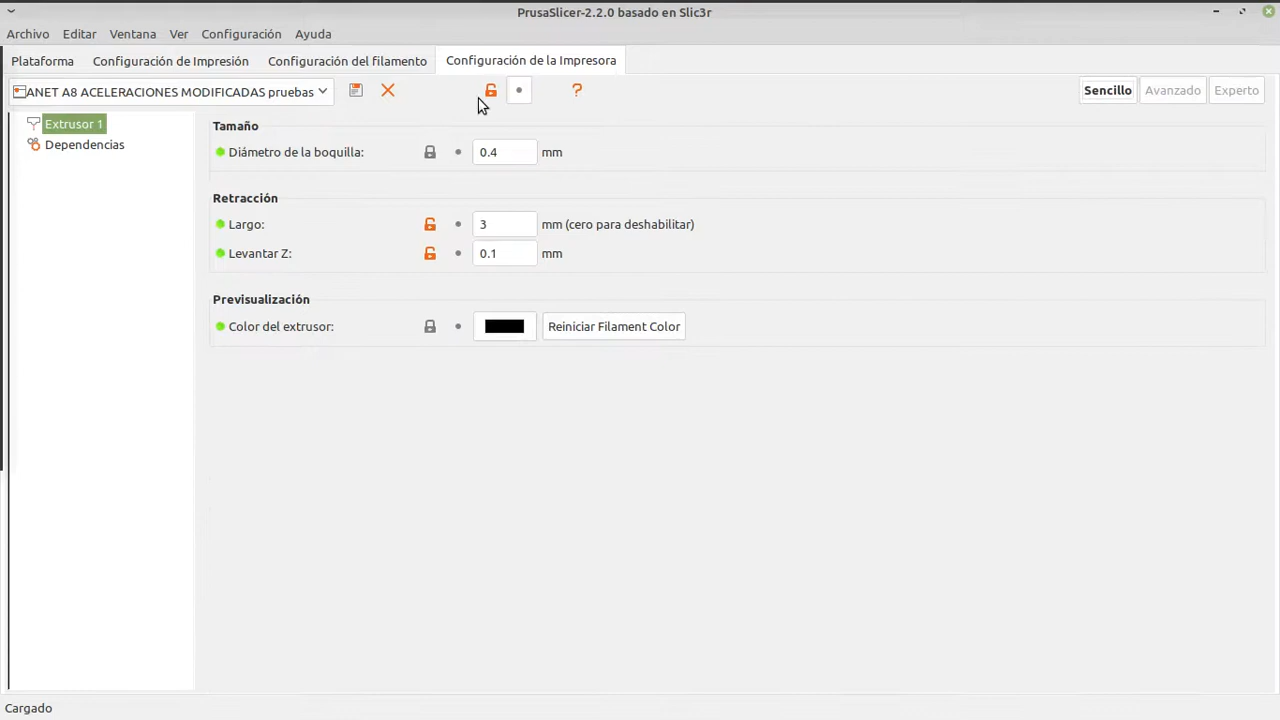 PrusaSlicer-2.2.0 basado en Slic3r
Archivo Editar Ventana Ver Configuración Ayuda
Plataforma Configuración de Impresión Configuración del filamento Configuración de la Impresora
ANET A8 ACELERACIONES MODIFICADAS pruebas ? Sencillo Avanzado Experto
Extrusor 1
Dependencias
Tamaño
Diámetro de la boquilla: 0.4 mm
Retracción
Largo: 3 mm (cero para deshabilitar)
Levantar Z: 0.1 mm
Previsualización
Color del extrusor: Reiniciar Filament Color
Cargado